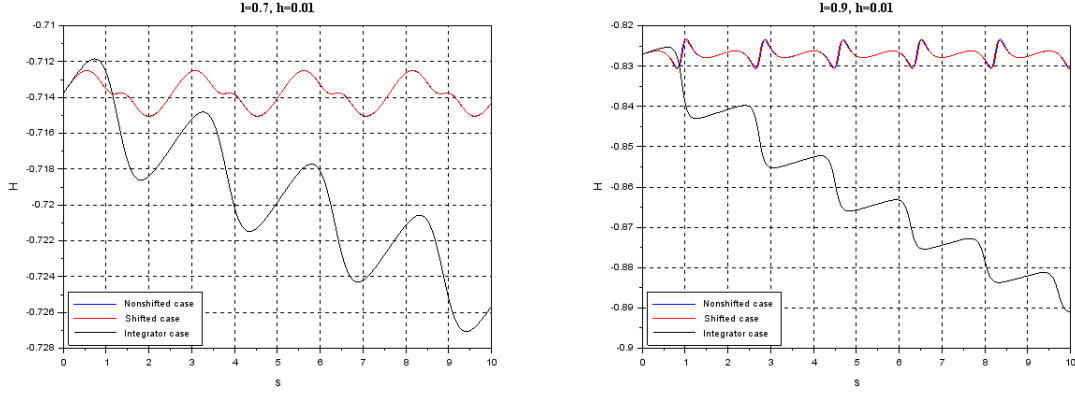 l=0.7, h=0.01
-0.71
-0.712
-0.714
-0.716
-0.718
-0.72
-0.722
-0.724
-0.726
-0.728
H
Nonshifted case
Shifted case
Integrator case
0 1 2 3 4 5 6 7 8 9 10
s
l=0.9, h=0.01
-0.82
-0.83
-0.84
-0.85
-0.86
-0.87
-0.88
-0.89
-0.9
H
Nonshifted case
Shifted case
Integrator case
0 1 2 3 4 5 6 7 8 9 10
s